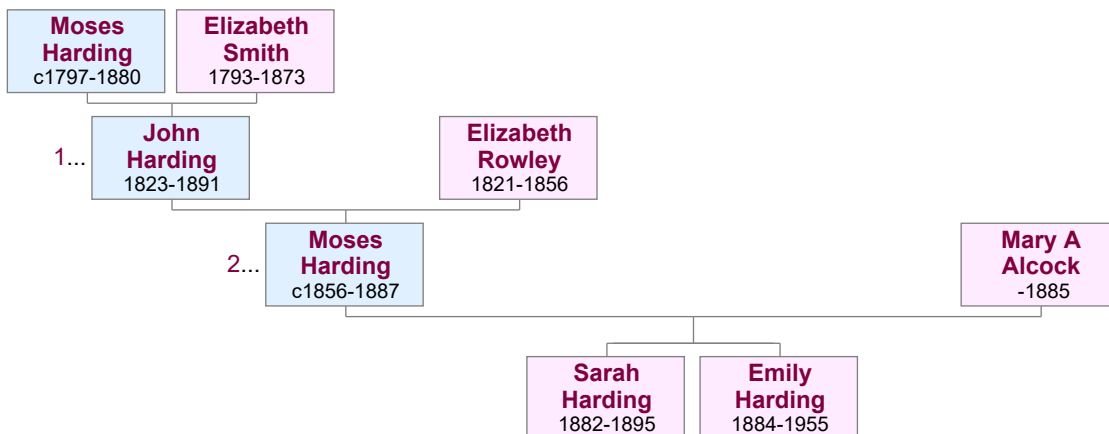 Moses
Harding
c1797-1880
Elizabeth
Smith
1793-1873
1...
John
Harding
1823-1891
Elizabeth
Rowley
1821-1856
2...
Moses
Harding
c1856-1887
Mary A
Alcock
-1885
Sarah
Harding
1882-1895
Emily
Harding
1884-1955